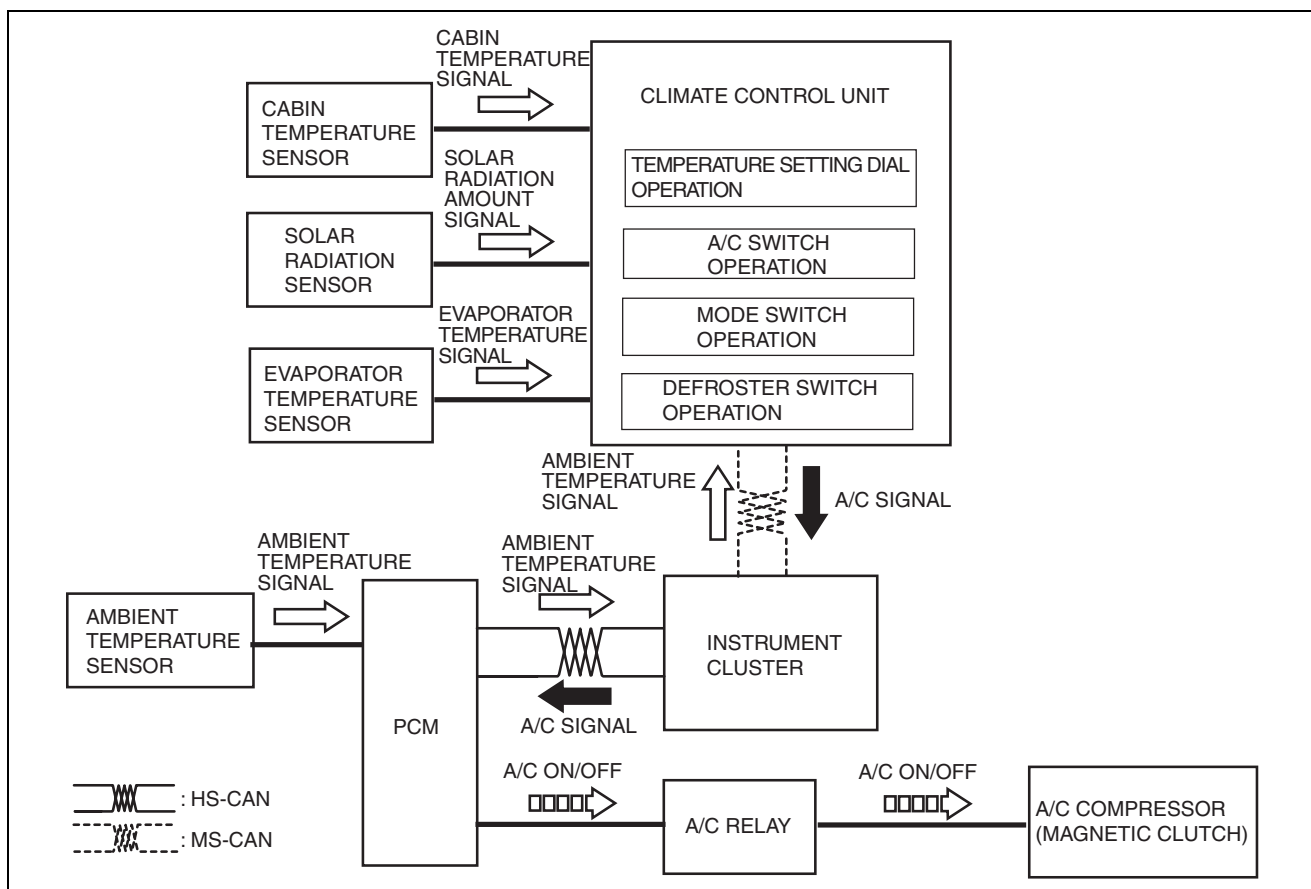 CABIN
TEMPERATURE
SIGNAL
CABIN
TEMPERATURE
SENSOR
CLIMATE CONTROL UNIT
SOLAR
RADIATION
AMOUNT
SIGNAL
TEMPERATURE SETTING DIAL
OPERATION
SOLAR
RADIATION
SENSOR
A/C SWITCH
OPERATION
EVAPORATOR
TEMPERATURE
SIGNAL
MODE SWITCH
OPERATION
EVAPORATOR
TEMPERATURE
SENSOR
DEFROSTER SWITCH
OPERATION
AMBIENT
TEMPERATURE
SIGNAL
A/C SIGNAL
AMBIENT
TEMPERATURE
SIGNAL
AMBIENT
TEMPERATURE
SIGNAL
AMBIENT
TEMPERATURE
SENSOR
INSTRUMENT
CLUSTER
PCM
A/C SIGNAL
A/C ON/OFF
A/C ON/OFF
: HS-CAN
: MS-CAN
A/C RELAY
A/C COMPRESSOR
(MAGNETIC CLUTCH)